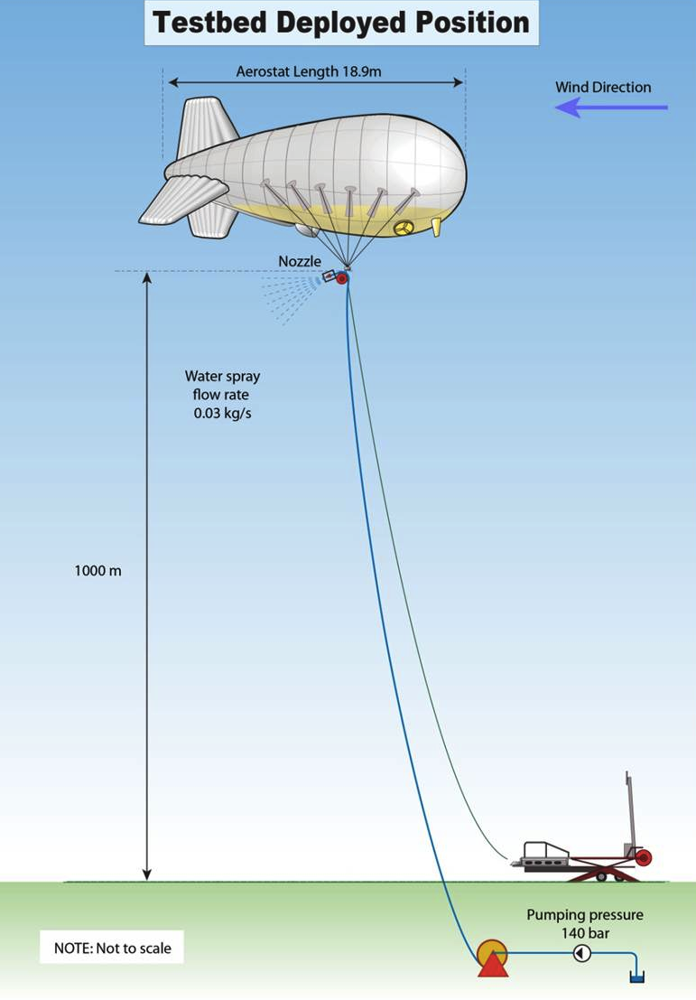 Testbed Deployed Position
Aerostat Length 18.9m
Wind Direction
Nozzle
Water spray
flow rate
0.03 kg/s
1000 m
Pumping pressure
140 bar
NOTE: Not to scale